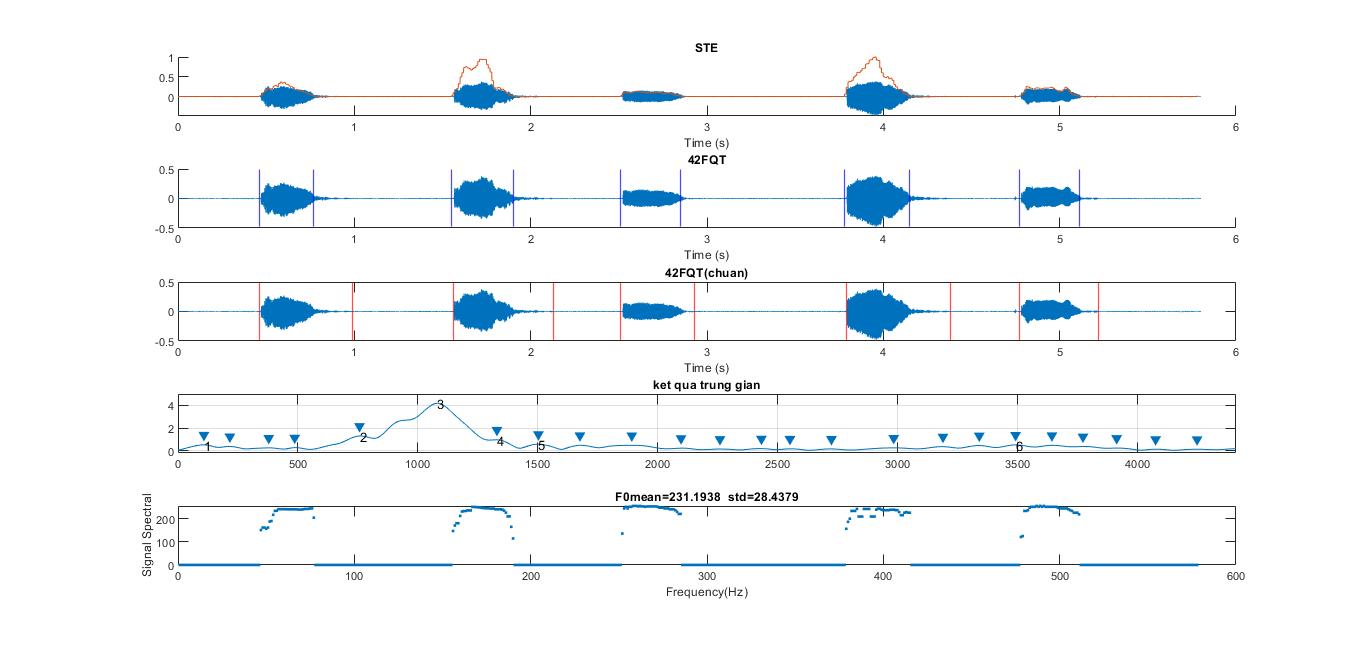 STE
1
0.5
0
0 1 2 3 4 5 6
Time (s)
42FQT
0.5
0
-0.5
0 1 2 3 4 5 6
Time (s)
42FQT(chuan)
0.5
0
-0.5
0 1 2 3 4 5 6
Time (s)
ket qua trung gian
4
2
0
1 2 3 4 5 6
0 500 1000 1500 2000 2500 3000 3500 4000
F0mean=231.1938 std=28.4379
Signal Spectral
200
100
0
0 100 200 300 400 500 600
Frequency(Hz)